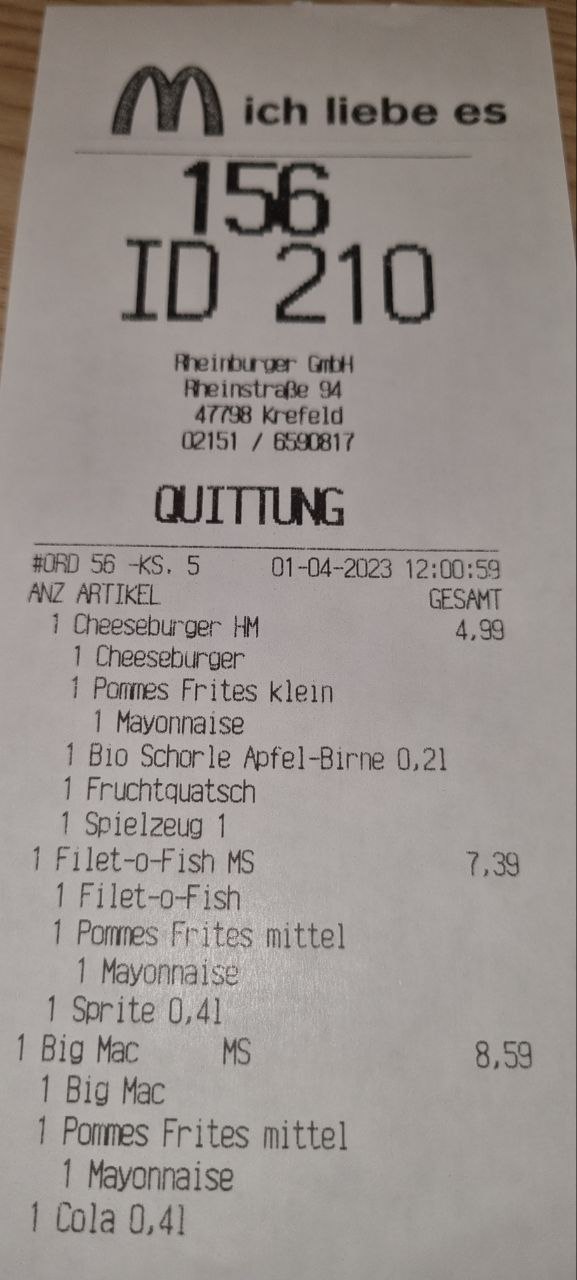 M ich liebe es
156
ID 210
Rheinburger GmbH
Rheinstraße 94
47798 Krefeld
02151 / 6590817
QUITTUNG
#ORD 56 -KS. 5 01-04-2023 12:00:59
ANZ ARTIKEL GESAMT
1 Cheeseburger HM 4,99
1 Cheeseburger
1 Pommes Frites klein
1 Mayonnaise
1 Bio Schorle Apfel-Birne 0,2l
1 Fruchtquatsch
1 Spielzeug 1
1 Filet-o-Fish MS 7,39
1 Filet-o-Fish
1 Pommes Frites mittel
1 Mayonnaise
1 Sprite 0,4l
1 Big Mac MS 8,59
1 Big Mac
1 Pommes Frites mittel
1 Mayonnaise
1 Cola 0,4l